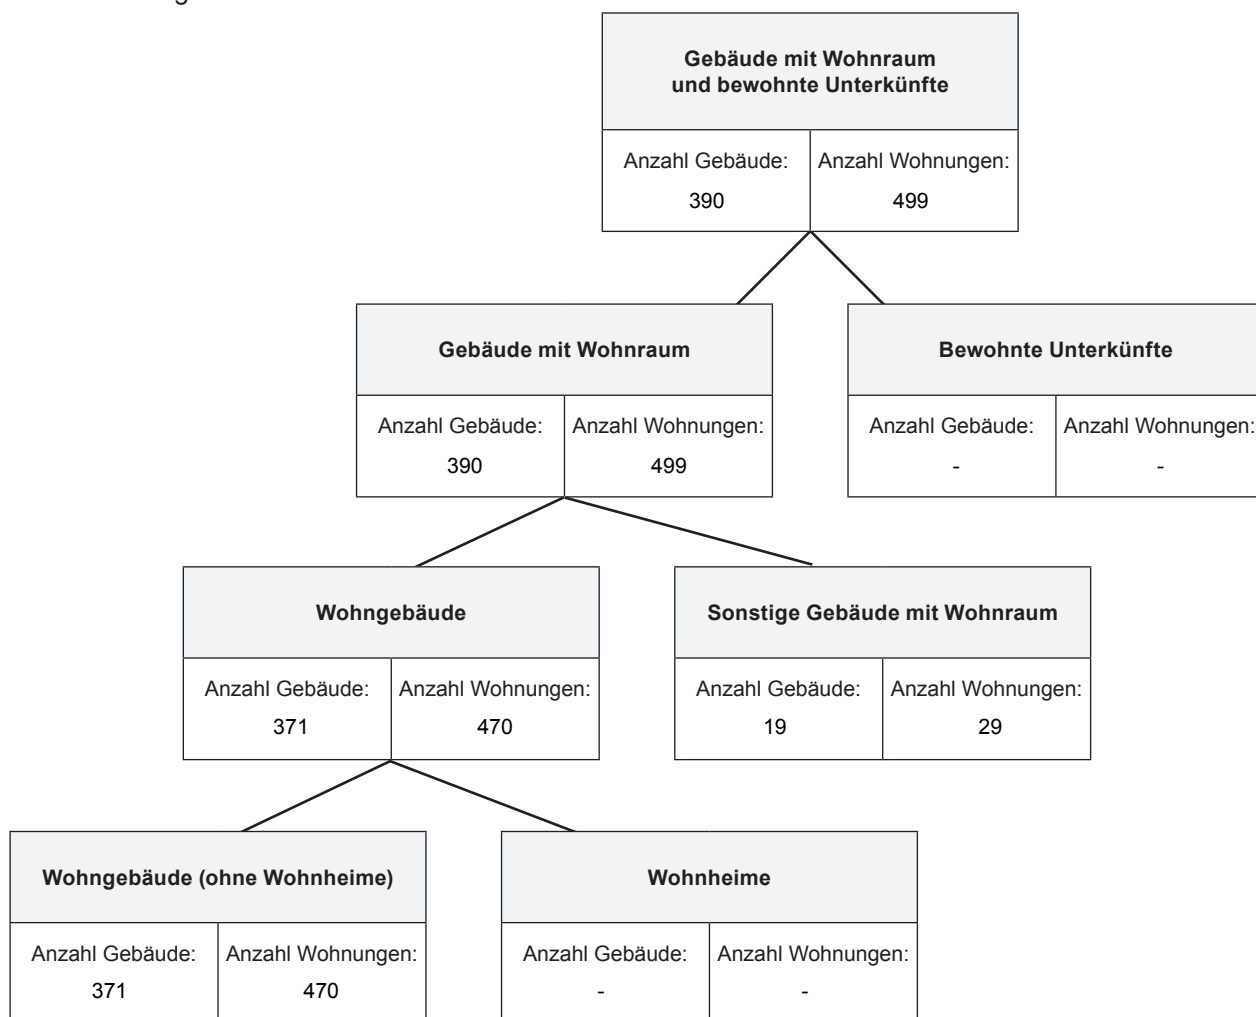 Gebäude mit Wohnraum
und bewohnte Unterkünfte
Anzahl Gebäude: Anzahl Wohnungen:
390 499
Gebäude mit Wohnraum Bewohnte Unterkünfte
Anzahl Gebäude: Anzahl Wohnungen: Anzahl Gebäude: Anzahl Wohnungen:
390 499 - -
Wohngebäude Sonstige Gebäude mit Wohnraum
Anzahl Gebäude: Anzahl Wohnungen: Anzahl Gebäude: Anzahl Wohnungen:
371 470 19 29
Wohngebäude (ohne Wohnheime) Wohnheime
Anzahl Gebäude: Anzahl Wohnungen: Anzahl Gebäude: Anzahl Wohnungen:
371 470 - -